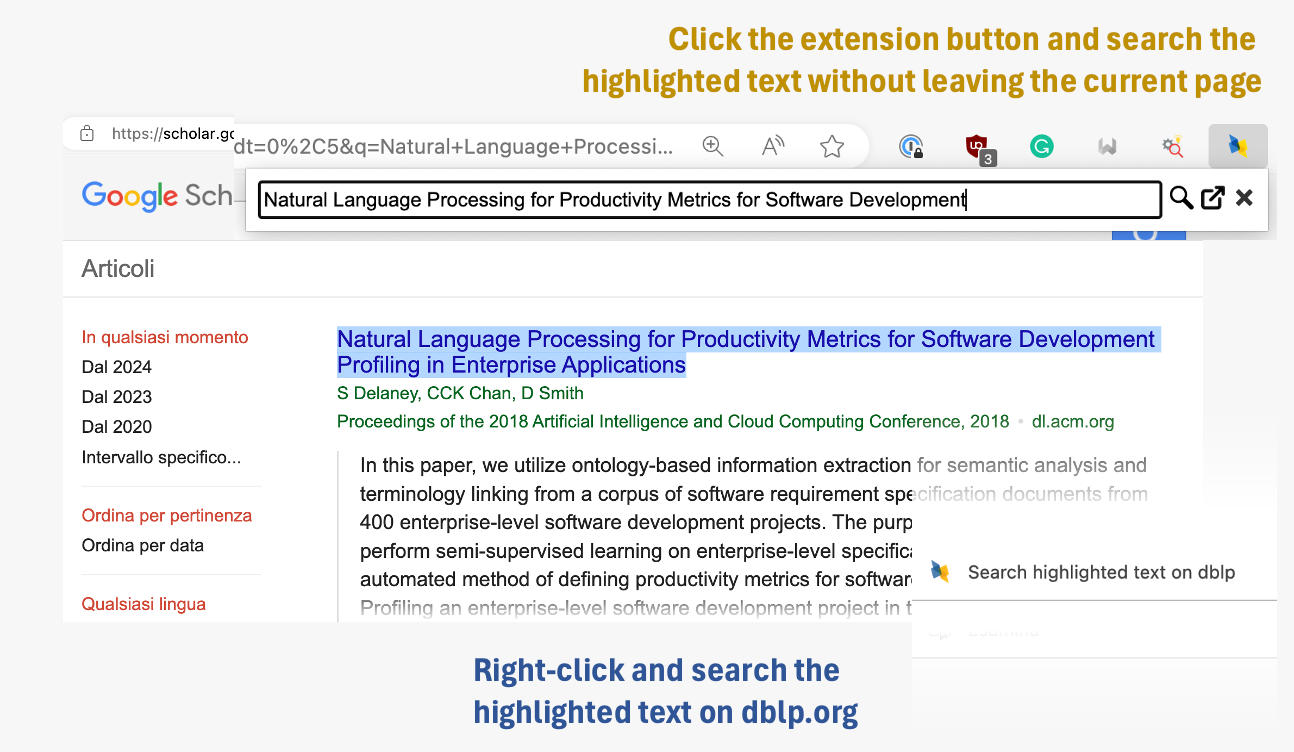 Click the extension button and search the
highlighted text without leaving the current page
https://scholar.go
dt=0%2C5&q=Natural+Language+Processi...
3
Google Sch
Natural Language Processing for Productivity Metrics for Software Development
Articoli
In qualsiasi momento
Dal 2024
Dal 2023
Dal 2020
Intervallo specifico...
Ordina per pertinenza
Ordina per data
Qualsiasi lingua
Natural Language Processing for Productivity Metrics for Software Development
Profiling in Enterprise Applications
S Delaney, CCK Chan, D Smith
Proceedings of the 2018 Artificial Intelligence and Cloud Computing Conference, 2018 • dl.acm.org
In this paper, we utilize ontology-based information extraction for semantic analysis and
terminology linking from a corpus of software requirement specification documents from
400 enterprise-level software development projects. The purp
perform semi-supervised learning on enterprise-level specifica
automated method of defining productivity metrics for software
Profiling an enterprise-level software development project in t
Search highlighted text on dblp
Right-click and search the
highlighted text on dblp.org